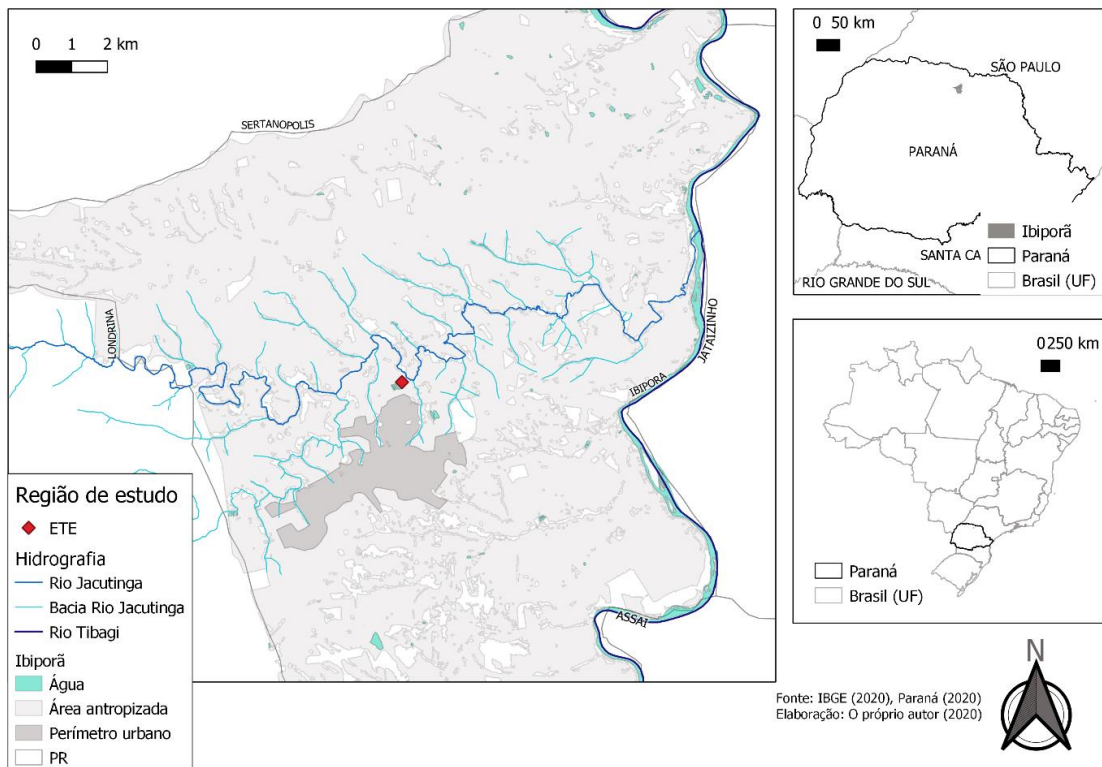 0 1 2 km
SERTANOPOLIS
LONDRINA
JATAIZINHO
IBIPORA
ASSAI
Região de estudo
ETE
Hidrografia
Rio Jacutinga
Bacia Rio Jacutinga
Rio Tibagi
Ibiporã
Água
Área antropizada
Perímetro urbano
PR
0 50 km
SÃO PAULO
PARANÁ
SANTA CA
RIO GRANDE DO SUL
Ibiporã
Paraná
Brasil (UF)
0 250 km
Paraná
Brasil (UF)
N
Fonte: IBGE (2020), Paraná (2020)
Elaboração: O próprio autor (2020)